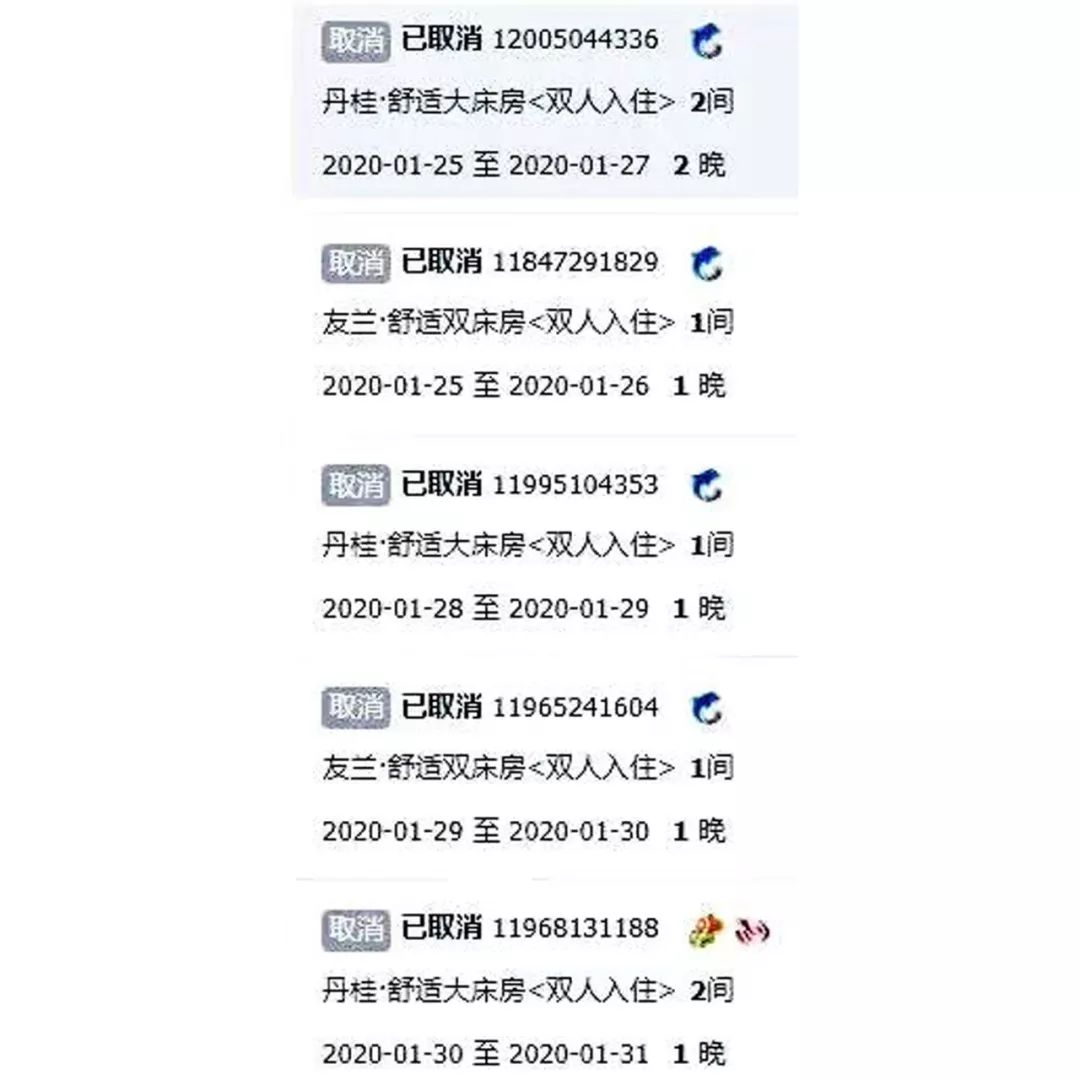 取消 已取消 12005044336
丹桂·舒适大床房<双人入住> 2间
2020-01-25 至 2020-01-27 2 晚
取消 已取消 11847291829
友兰·舒适双床房<双人入住> 1间
2020-01-25 至 2020-01-26 1 晚
取消 已取消 11995104353
丹桂·舒适大床房<双人入住> 1间
2020-01-28 至 2020-01-29 1 晚
取消 已取消 11965241604
友兰·舒适双床房<双人入住> 1间
2020-01-29 至 2020-01-30 1 晚
取消 已取消 11968131188
丹桂·舒适大床房<双人入住> 2间
2020-01-30 至 2020-01-31 1 晚